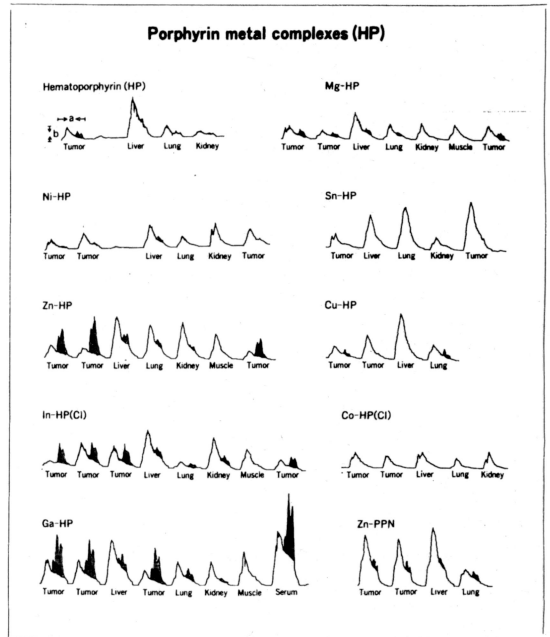 Porphyrin metal complexes (HP)
Hematoporphyrin (HP)
a
b
Tumor Liver Lung Kidney
Mg-HP
Tumor Tumor Liver Lung Kidney Muscle Tumor
Ni-HP
Tumor Tumor Liver Lung Kidney Tumor
Sn-HP
Tumor Liver Lung Kidney Tumor
Zn-HP
Tumor Tumor Liver Lung Kidney Muscle Tumor
Cu-HP
Tumor Tumor Liver Lung
In-HP(Cl)
Tumor Tumor Tumor Liver Lung Kidney Muscle Tumor
Co-HP(Cl)
Tumor Tumor Liver Lung Kidney
Ga-HP
Tumor Tumor Liver Tumor Lung Kidney Muscle Serum
Zn-PPN
Tumor Tumor Liver Lung